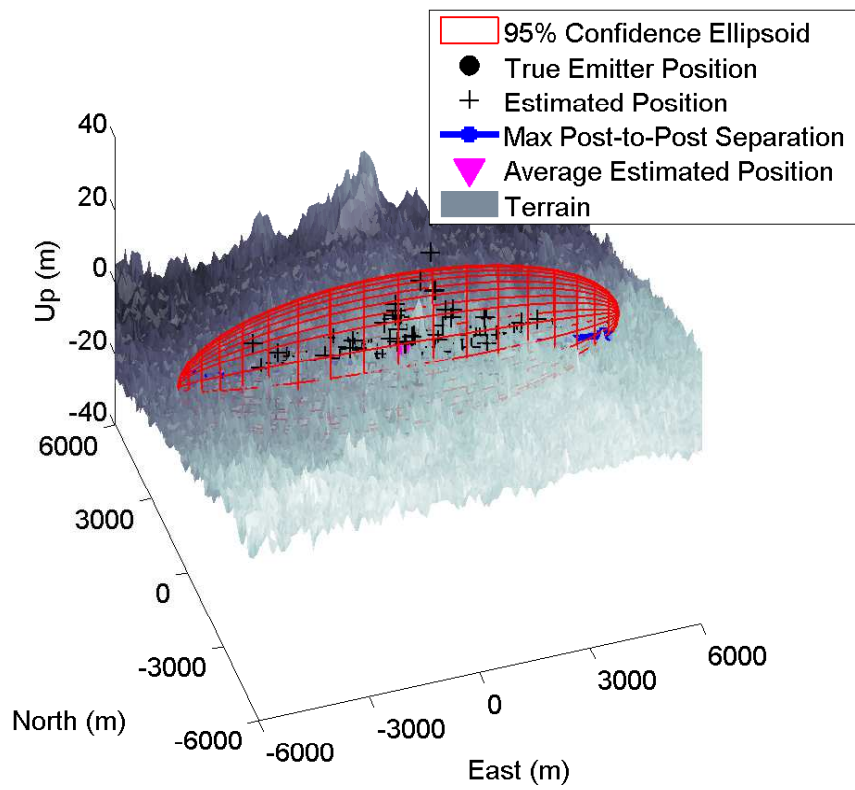 95% Confidence Ellipsoid
True Emitter Position
Estimated Position
Max Post-to-Post Separation
Average Estimated Position
Terrain
40
20
0
-20
-40
Up (m)
6000
3000
0
-3000
-6000
North (m)
-6000
-3000
0
3000
6000
East (m)